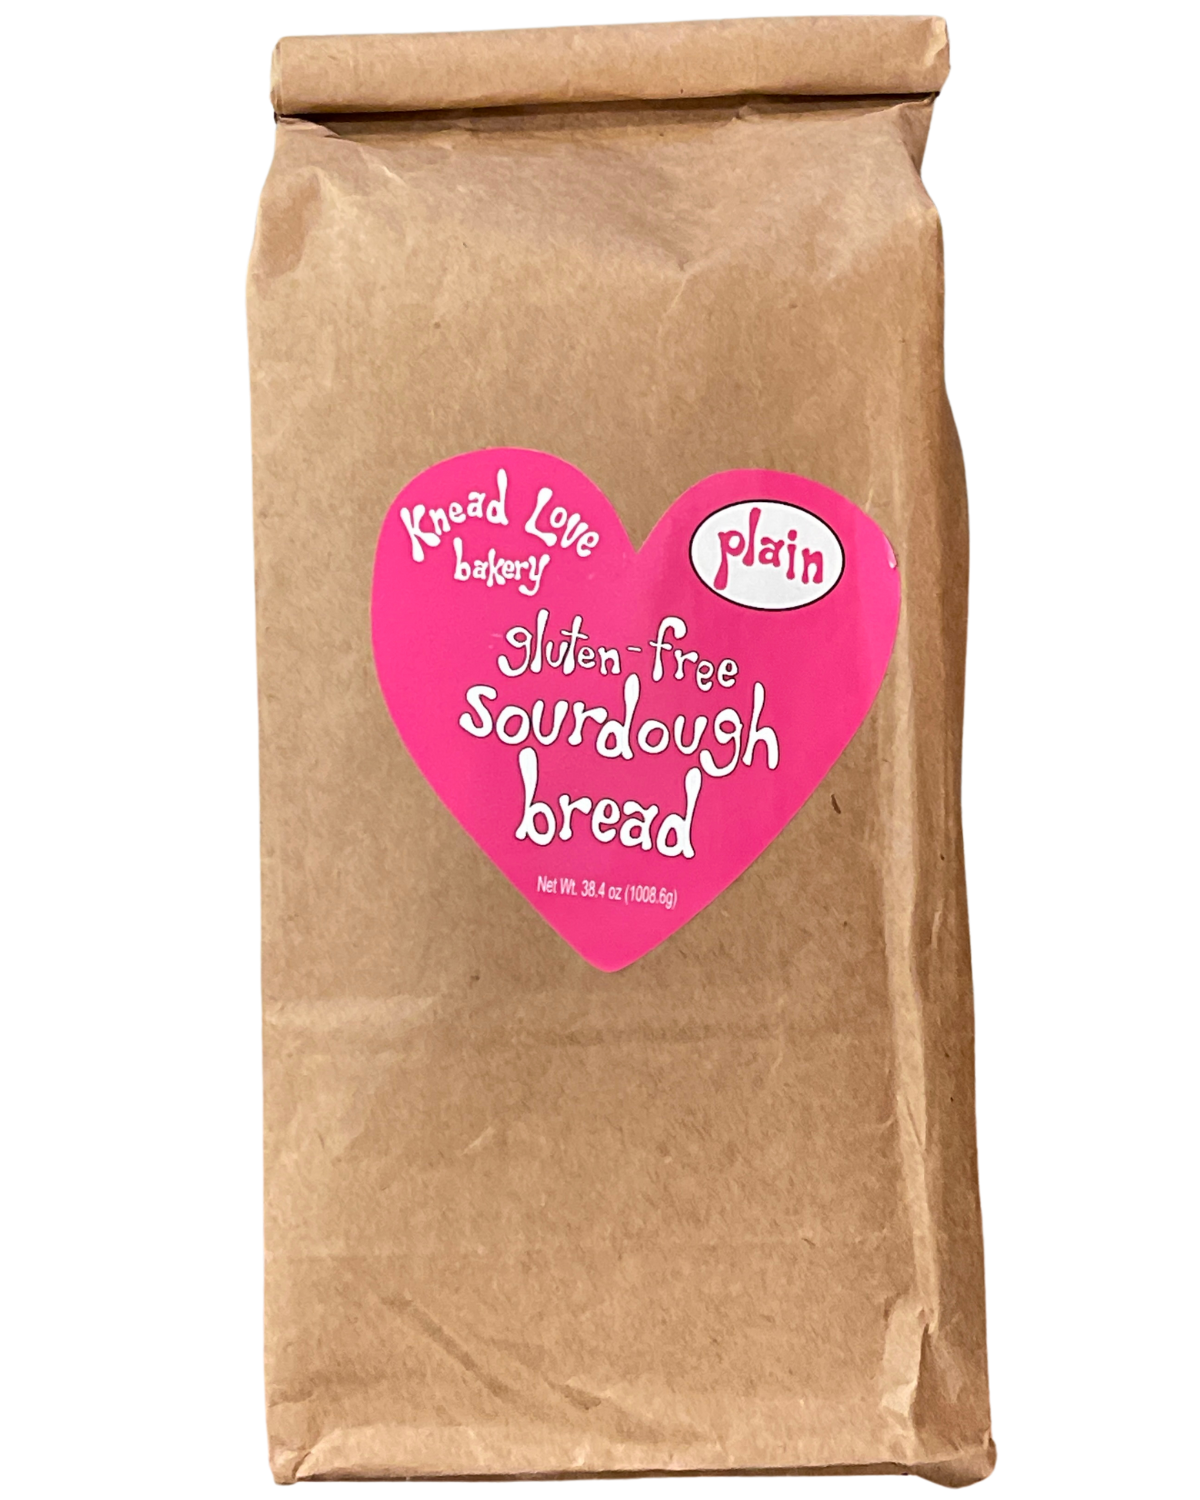 Knead Love
bakery
plain
gluten-free
sourdough
bread
Net Wt. 38.4 oz (1008.6g)